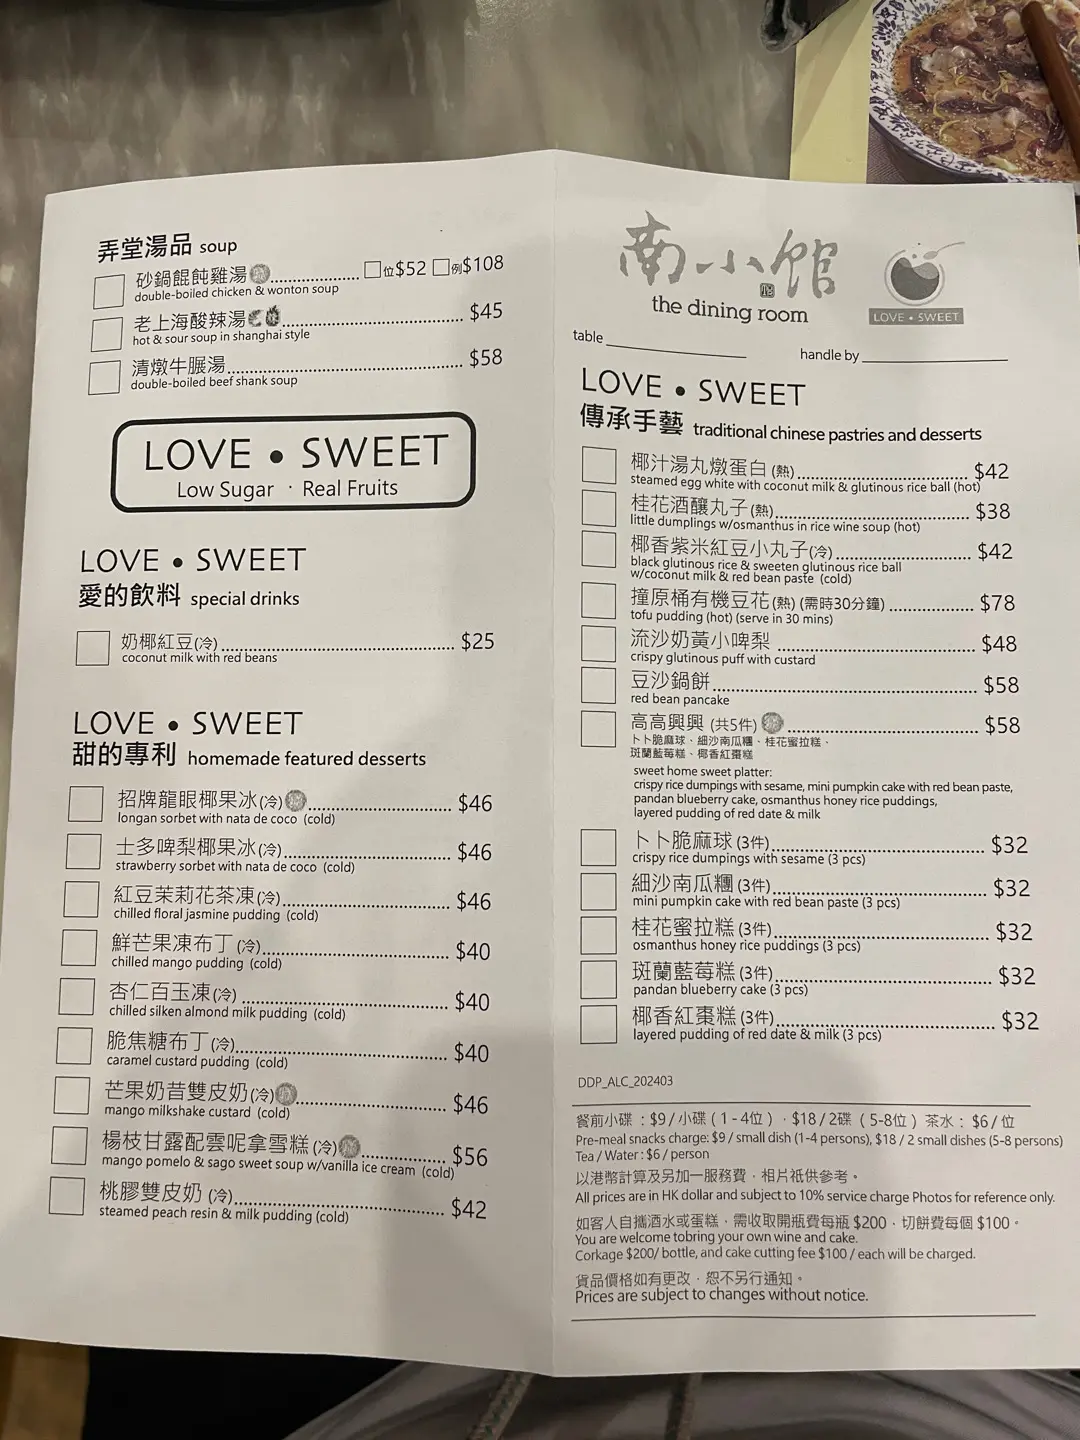 弄堂湯品 soup
砂鍋餛飩雞湯 位$52 例$108
double-boiled chicken & wonton soup
老上海酸辣湯 $45
hot & sour soup in shanghai style
清燉牛𦟌湯 $58
double-boiled beef shank soup
LOVE • SWEET
Low Sugar · Real Fruits
LOVE • SWEET
愛的飲料 special drinks
奶椰紅豆(冷) $25
coconut milk with red beans
LOVE • SWEET
甜的專利 homemade featured desserts
招牌龍眼椰果冰(冷) $46
longan sorbet with nata de coco (cold)
士多啤梨椰果冰(冷) $46
strawberry sorbet with nata de coco (cold)
紅豆茉莉花茶凍(冷) $46
chilled floral jasmine pudding (cold)
鮮芒果凍布丁(冷) $40
chilled mango pudding (cold)
杏仁百玉凍(冷) $40
chilled silken almond milk pudding (cold)
脆焦糖布丁(冷) $40
caramel custard pudding (cold)
芒果奶昔雙皮奶(冷) $46
mango milkshake custard (cold)
楊枝甘露配雲呢拿雪糕(冷) $56
mango pomelo & sago sweet soup w/vanilla ice cream (cold)
桃膠雙皮奶(冷) $42
steamed peach resin & milk pudding (cold)
南小館
the dining room
LOVE • SWEET
table
handle by
LOVE • SWEET
傳承手藝 traditional chinese pastries and desserts
椰汁湯丸燉蛋白(熱) $42
steamed egg white with coconut milk & glutinous rice ball (hot)
桂花酒釀丸子(熱) $38
little dumplings w/osmanthus in rice wine soup (hot)
椰香紫米紅豆小丸子(冷) $42
black glutinous rice & sweeten glutinous rice ball
w/coconut milk & red bean paste (cold)
撞原桶有機豆花(熱) (需時30分鐘) $78
tofu pudding (hot) (serve in 30 mins)
流沙奶黃小啤梨 $48
crispy glutinous puff with custard
豆沙鍋餅 $58
red bean pancake
高高興興 (共5件) $58
卜卜脆麻球、細沙南瓜糰、桂花蜜拉糕、
斑蘭藍莓糕、椰香紅棗糕
sweet home sweet platter:
crispy rice dumpings with sesame, mini pumpkin cake with red bean paste,
pandan blueberry cake, osmanthus honey rice puddings,
layered pudding of red date & milk
卜卜脆麻球(3件) $32
crispy rice dumpings with sesame (3 pcs)
細沙南瓜糰(3件) $32
mini pumpkin cake with red bean paste (3 pcs)
桂花蜜拉糕(3件) $32
osmanthus honey rice puddings (3 pcs)
斑蘭藍莓糕(3件) $32
pandan blueberry cake (3 pcs)
椰香紅棗糕(3件) $32
layered pudding of red date & milk (3 pcs)
DDP_ALC_202403
餐前小碟：$9 / 小碟 ( 1 - 4位 )，$18 / 2碟 ( 5-8位 ) 茶水： $6 / 位
Pre-meal snacks charge: $9 / small dish (1-4 persons), $18 / 2 small dishes (5-8 persons)
Tea / Water : $6 / person
以港幣計算及另加一服務費，相片衹供參考。
All prices are in HK dollar and subject to 10% service charge Photos for reference only.
如客人自攜酒水或蛋糕，需收取開瓶費每瓶 $200，切餅費每個 $100。
You are welcome tobring your own wine and cake.
Corkage $200/ bottle, and cake cutting fee $100 / each will be charged.
貨品價格如有更改，恕不另行通知。
Prices are subject to changes without notice.